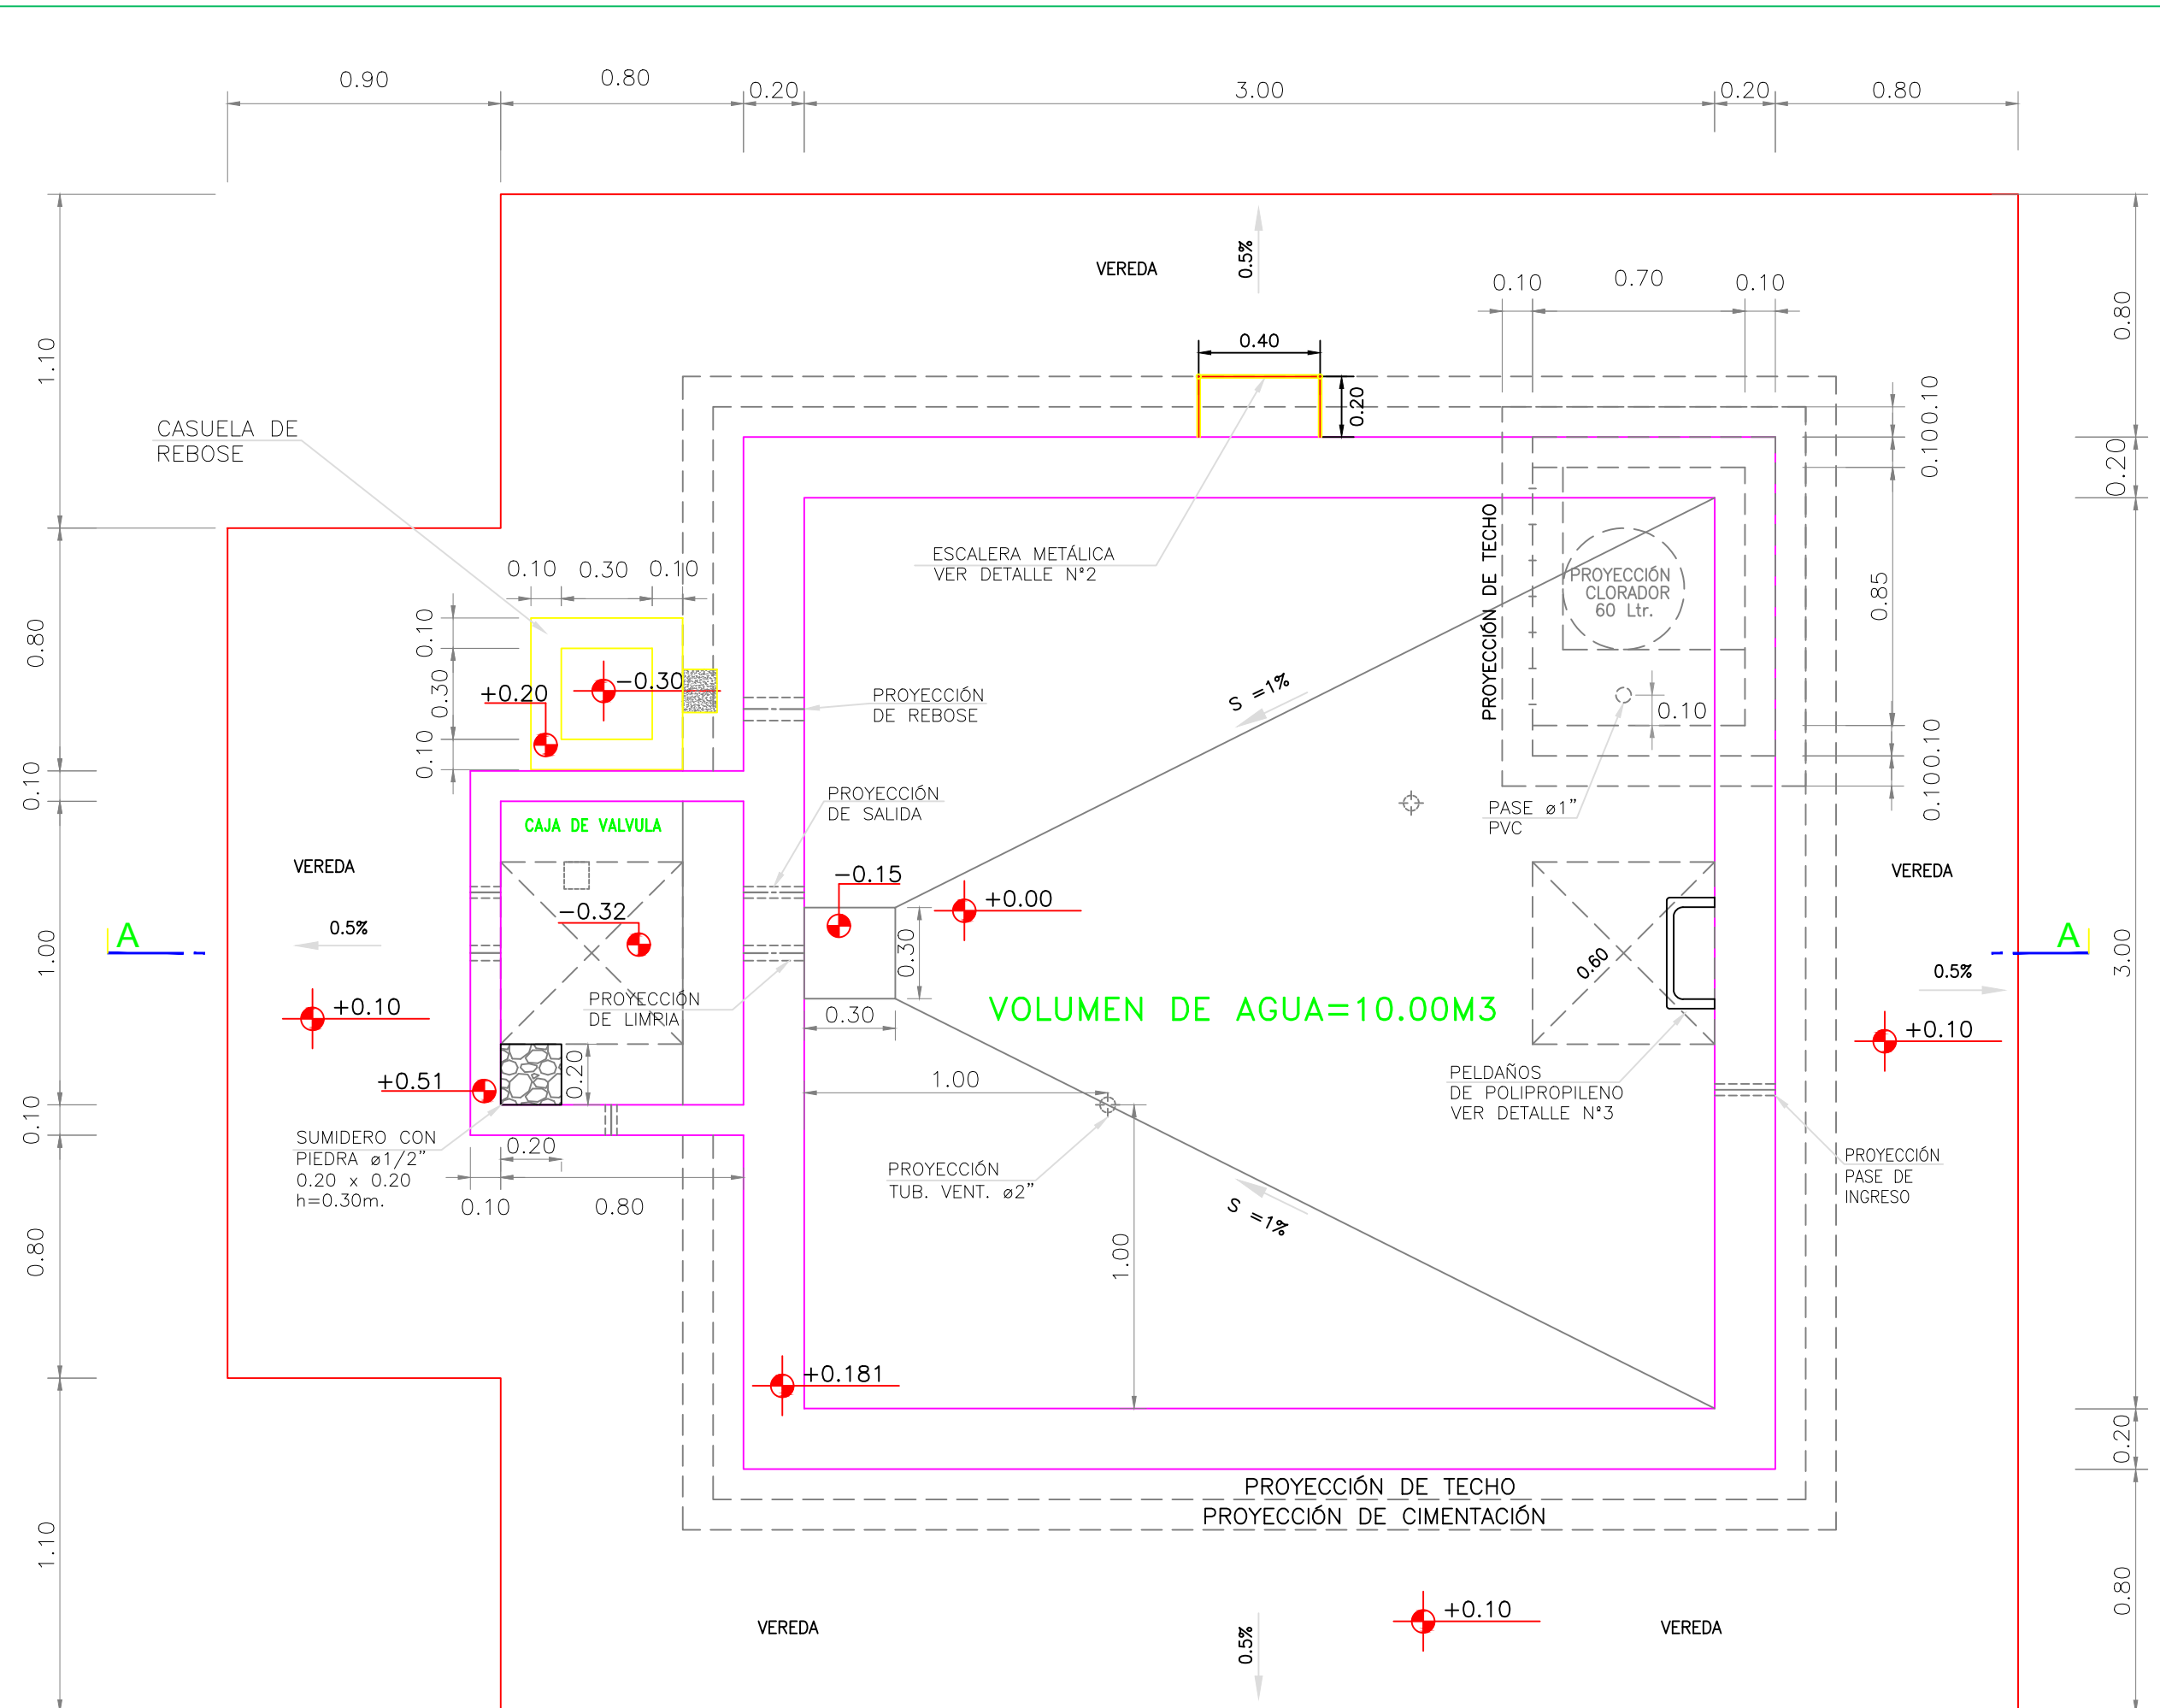 0.90
0.80
0.20
3.00
0.20
0.80
VEREDA
0.5%
0.10
0.70
0.10
0.80
1.10
0.40
0.20
0.10
0.10
0.20
CASUELA DE
REBOSE
ESCALERA METÁLICA
VER DETALLE N°2
PROYECCIÓN DE TECHO
PROYECCIÓN
CLORADOR
60 Ltr.
0.85
0.10
0.30
0.10
0.80
0.10
0.30
0.10
+0.20
-0.30
PROYECCIÓN
DE REBOSE
S =1%
0.10
0.10
0.10
0.10
PROYECCIÓN
DE SALIDA
PASE ø1"
PVC
CAJA DE VALVULA
VEREDA
VEREDA
-0.15
+0.00
-0.32
0.5%
A
A
1.00
0.30
0.60
3.00
0.5%
+0.10
PROYECCIÓN
DE LIMPIA
0.30
VOLUMEN DE AGUA=10.00M3
+0.10
+0.51
0.20
1.00
PELDAÑOS
DE POLIPROPILENO
VER DETALLE N°3
0.10
SUMIDERO CON
PIEDRA ø1/2"
0.20 x 0.20
h=0.30m.
0.20
0.10
0.80
PROYECCIÓN
TUB. VENT. ø2"
PROYECCIÓN
PASE DE
INGRESO
S =1%
0.80
1.00
+0.181
0.20
PROYECCIÓN DE TECHO
PROYECCIÓN DE CIMENTACIÓN
1.10
0.80
+0.10
VEREDA
0.5%
VEREDA